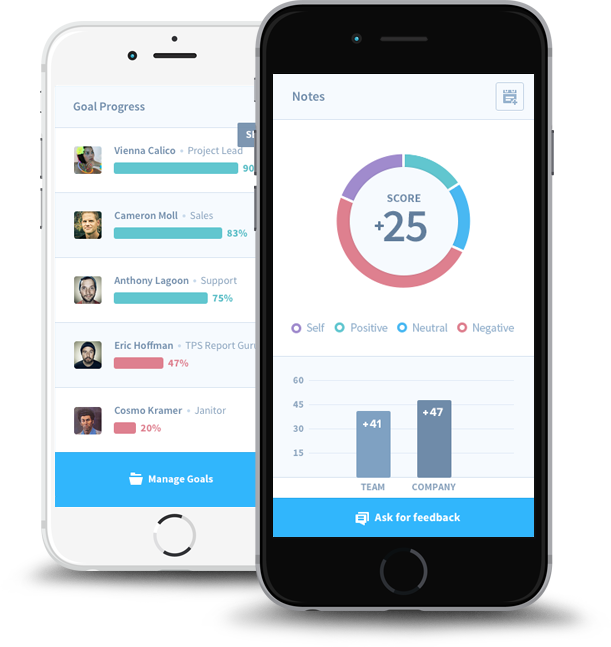 Goal Progress
Vienna Calico • Project Lead
90
Cameron Moll • Sales
83%
Anthony Lagoon • Support
75%
Eric Hoffman • TPS Report Guru
47%
Cosmo Kramer • Janitor
20%
Manage Goals
Notes
SCORE
+25
Self
Positive
Neutral
Negative
60
45
30
15
+41
+47
TEAM
COMPANY
Ask for feedback